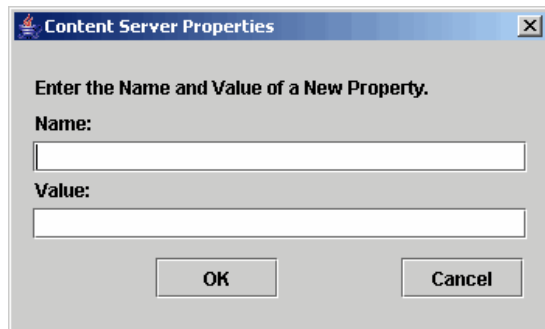 Content Server Properties
Enter the Name and Value of a New Property.
Name:
Value:
OK
Cancel